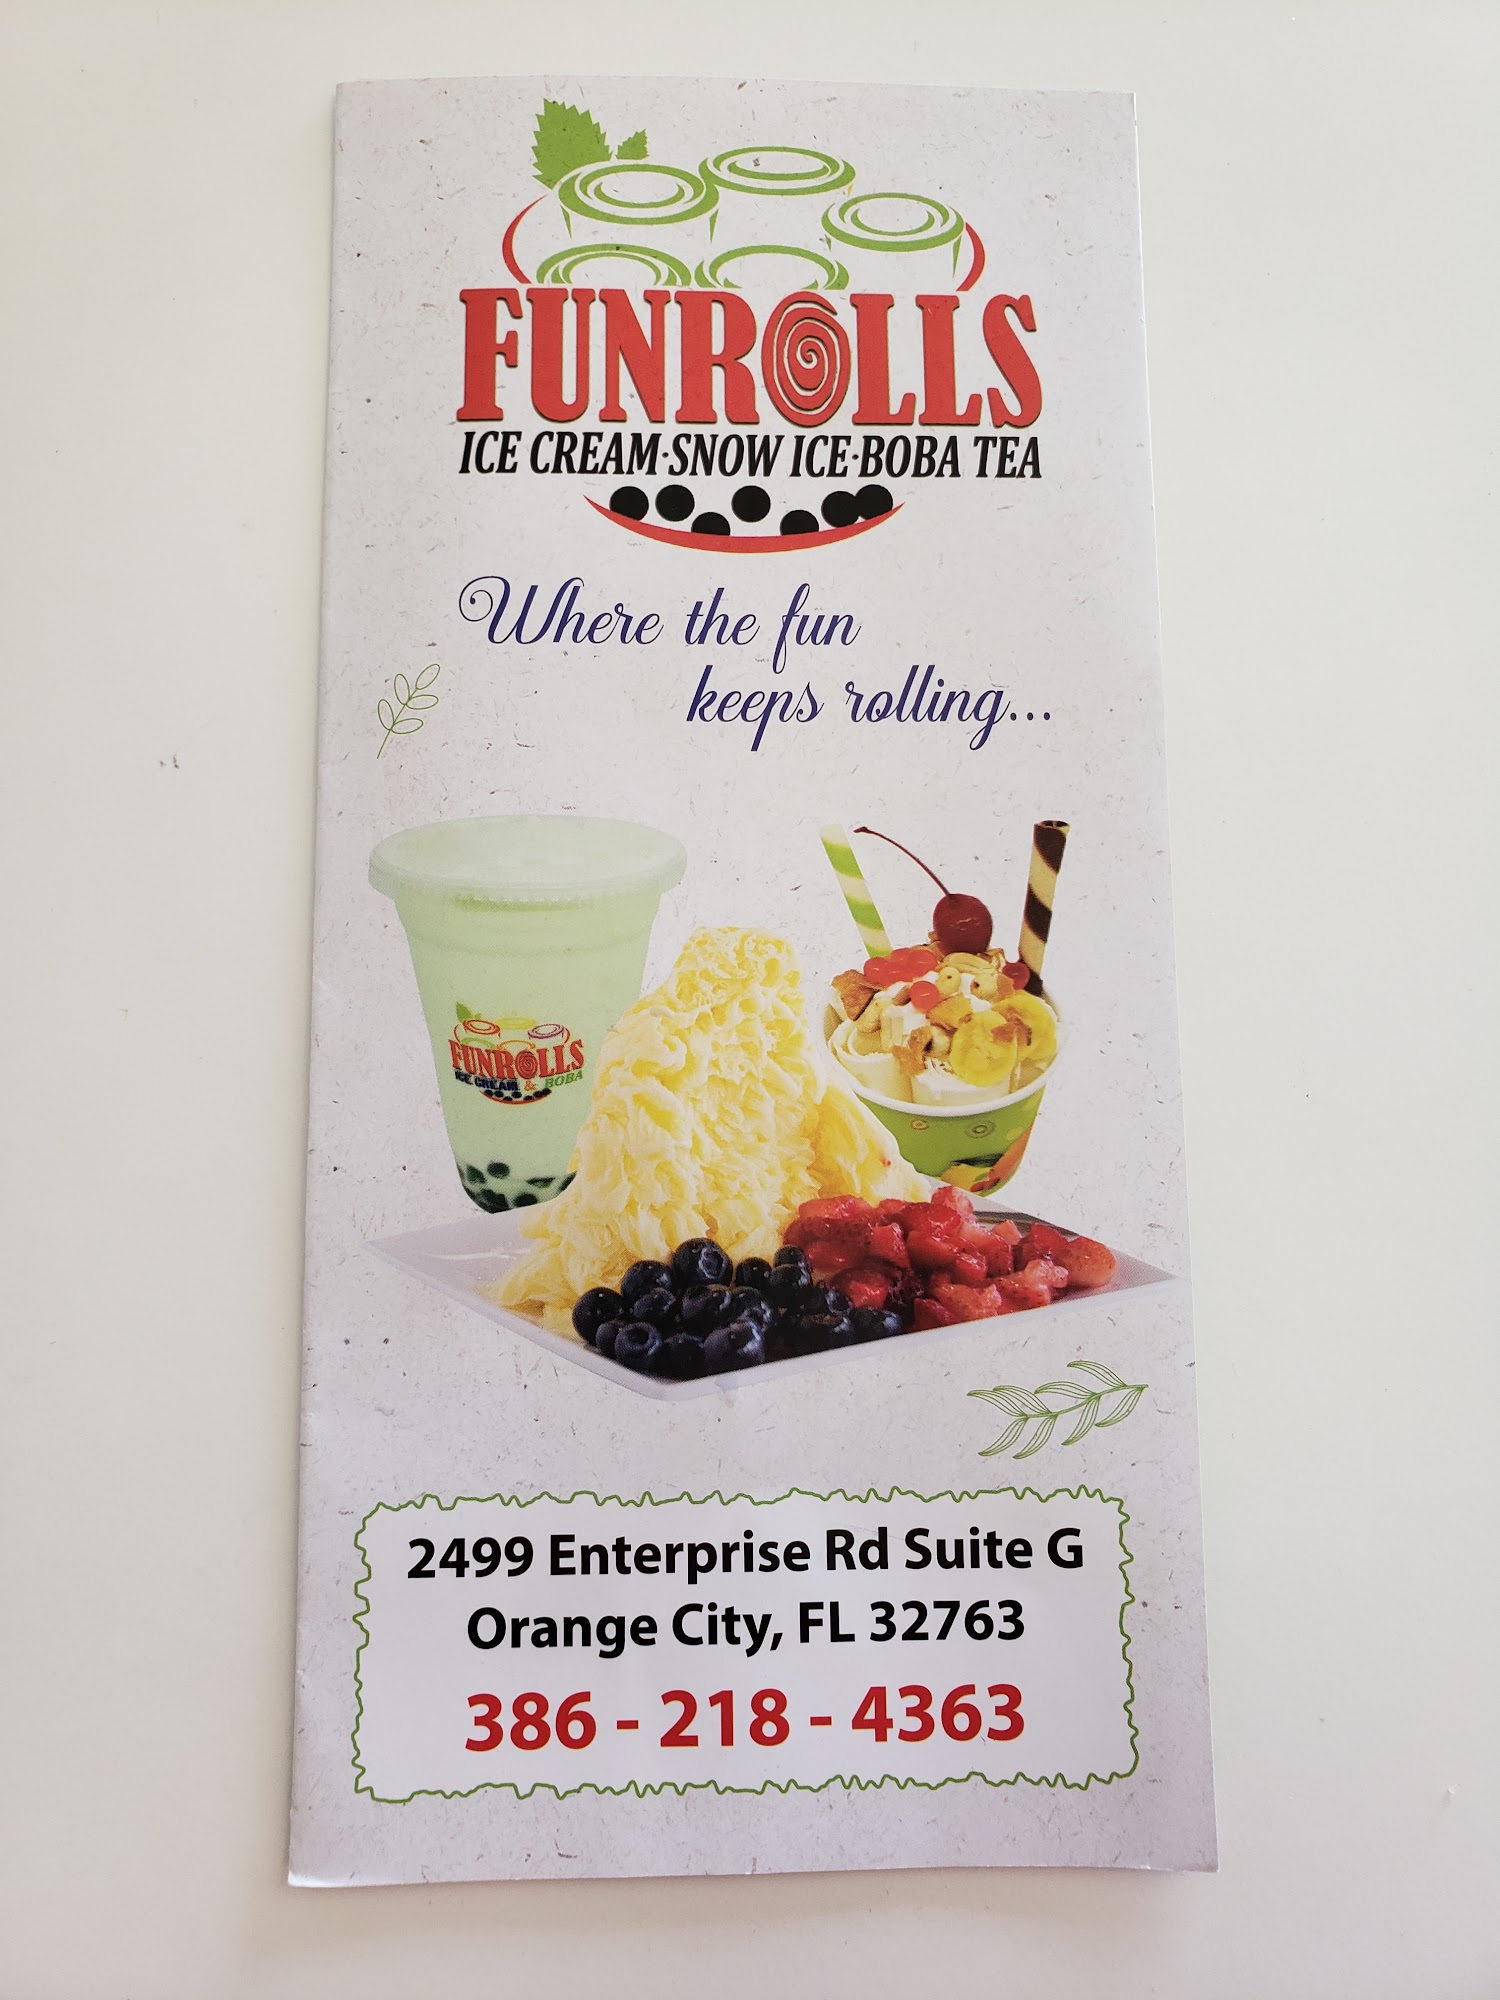 FUNROLLS
ICE CREAM·SNOW ICE·BOBA TEA
Where the fun
keeps rolling...
FUNROLLS
ICE CREAM & BOBA
2499 Enterprise Rd Suite G
Orange City, FL 32763
386 - 218 - 4363